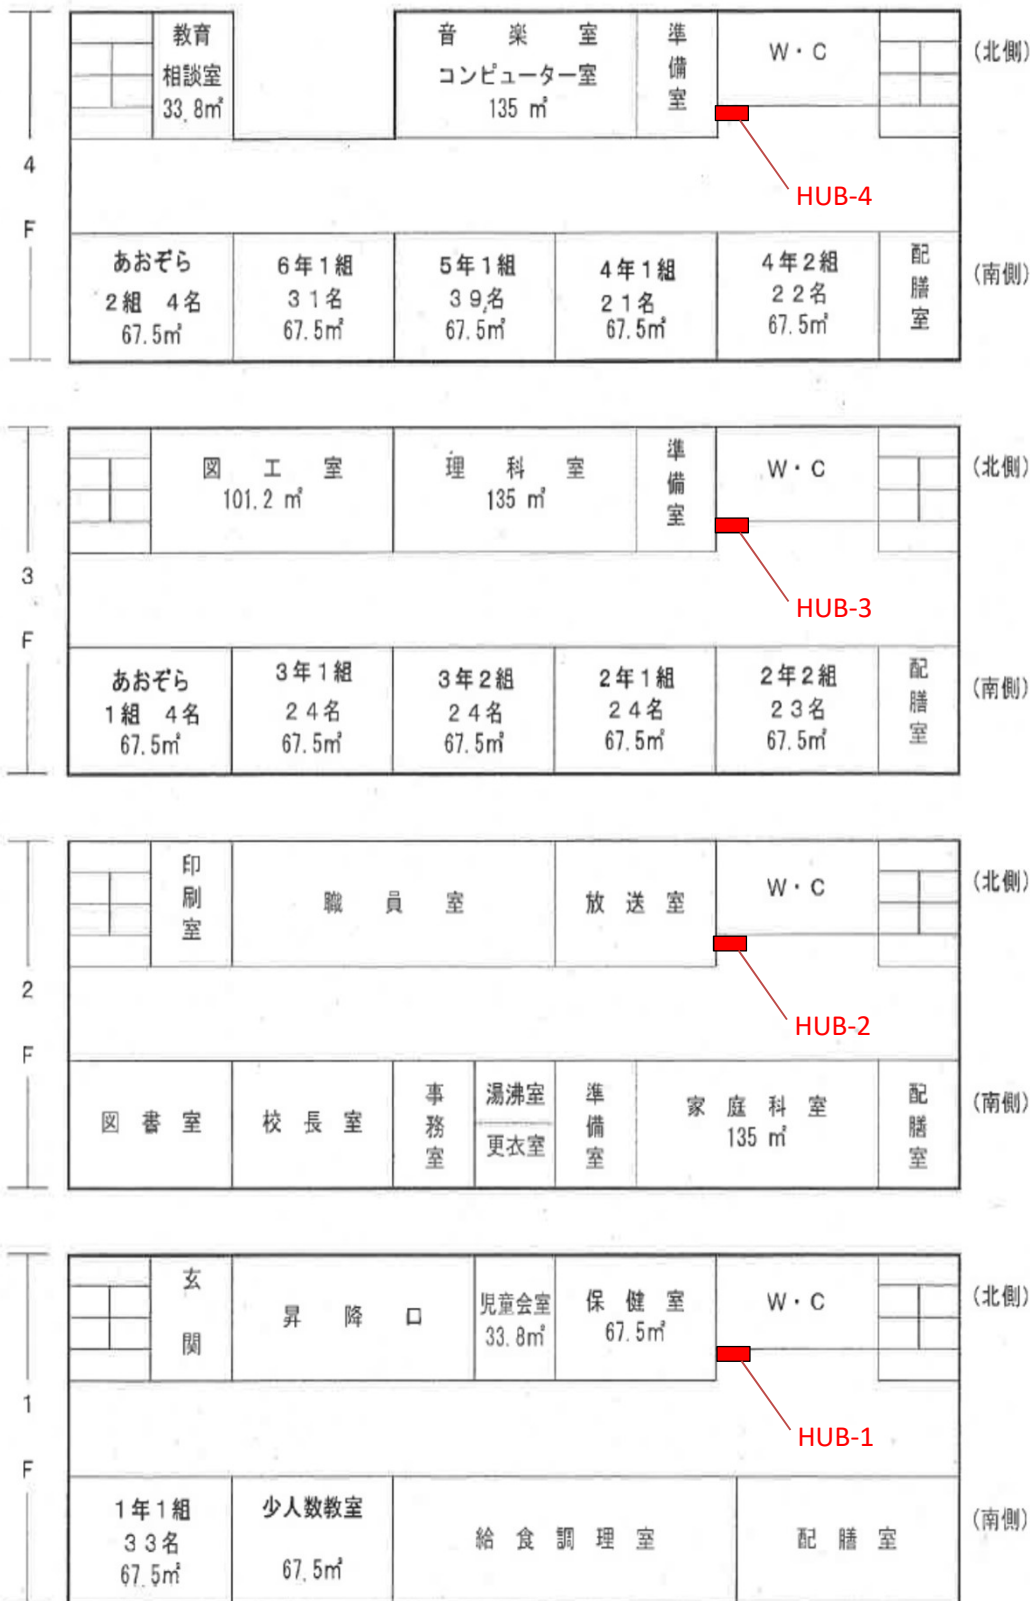 4
F
教育
相談室
33.8㎡
音楽室
コンピューター室
135㎡
準備室
W・C
(北側)
HUB-4
あおぞら
2組 4名
67.5㎡
6年1組
31名
67.5㎡
5年1組
39名
67.5㎡
4年1組
21名
67.5㎡
4年2組
22名
67.5㎡
配膳室
(南側)
3
F
図工室
101.2㎡
理科室
135㎡
準備室
W・C
(北側)
HUB-3
あおぞら
1組 4名
67.5㎡
3年1組
24名
67.5㎡
3年2組
24名
67.5㎡
2年1組
24名
67.5㎡
2年2組
23名
67.5㎡
配膳室
(南側)
2
F
印刷室
職員室
放送室
W・C
(北側)
HUB-2
図書室
校長室
事務室
湯沸室
更衣室
準備室
家庭科室
135㎡
配膳室
(南側)
1
F
玄関
昇降口
児童会室
33.8㎡
保健室
67.5㎡
W・C
(北側)
HUB-1
1年1組
33名
67.5㎡
少人数教室
67.5㎡
給食調理室
配膳室
(南側)